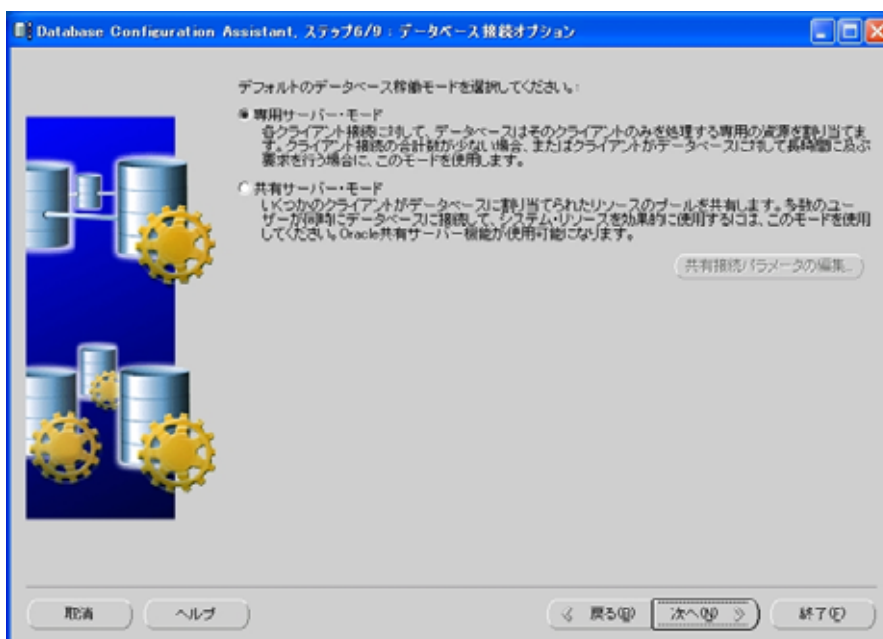 Database Configuration Assistant, ステップ6/9 : データベース接続オプション
デフォルトのデータベース稼働モードを選択してください。:
専用サーバー・モード
各クライアント接続に対して、データベースはそのクライアントのみを処理する専用の資源を割り当てま
す。クライアント接続の合計数が少ない場合、またはクライアントがデータベースに対して長時間に及ぶ
要求を行う場合に、このモードを使用します。
共有サーバー・モード
いくつかのクライアントがデータベースに割り当てられたリソースのプールを共有します。多数のユー
ザーが同時にデータベースに接続して、システム・リソースを効果的に使用するには、このモードを使用
してください。Oracle共有サーバー機能が使用可能になります。
共有接続パラメータの編集...
取消
ヘルプ
戻る(B)
次へ(N)
終了(F)